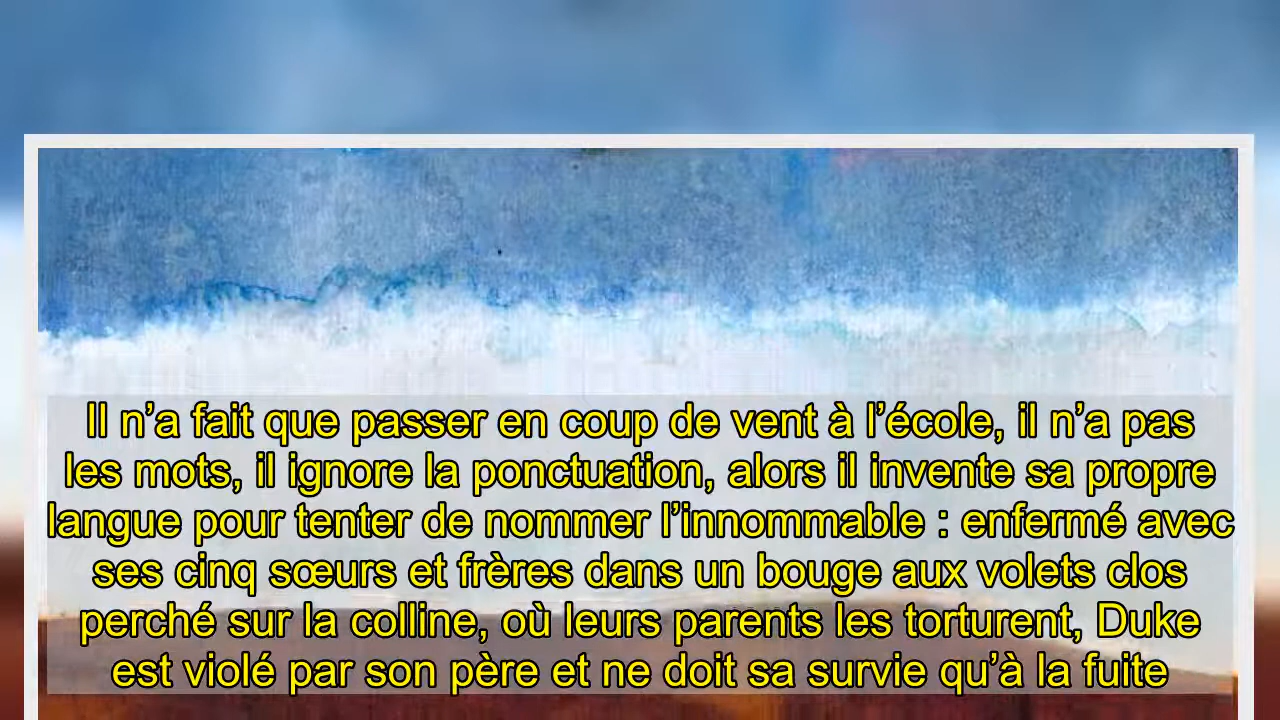 Il n’a fait que passer en coup de vent à l’école, il n’a pas
les mots, il ignore la ponctuation, alors il invente sa propre
langue pour tenter de nommer l’innommable : enfermé avec
ses cinq sœurs et frères dans un bouge aux volets clos
perché sur la colline, où leurs parents les torturent, Duke
est violé par son père et ne doit sa survie qu’à la fuite